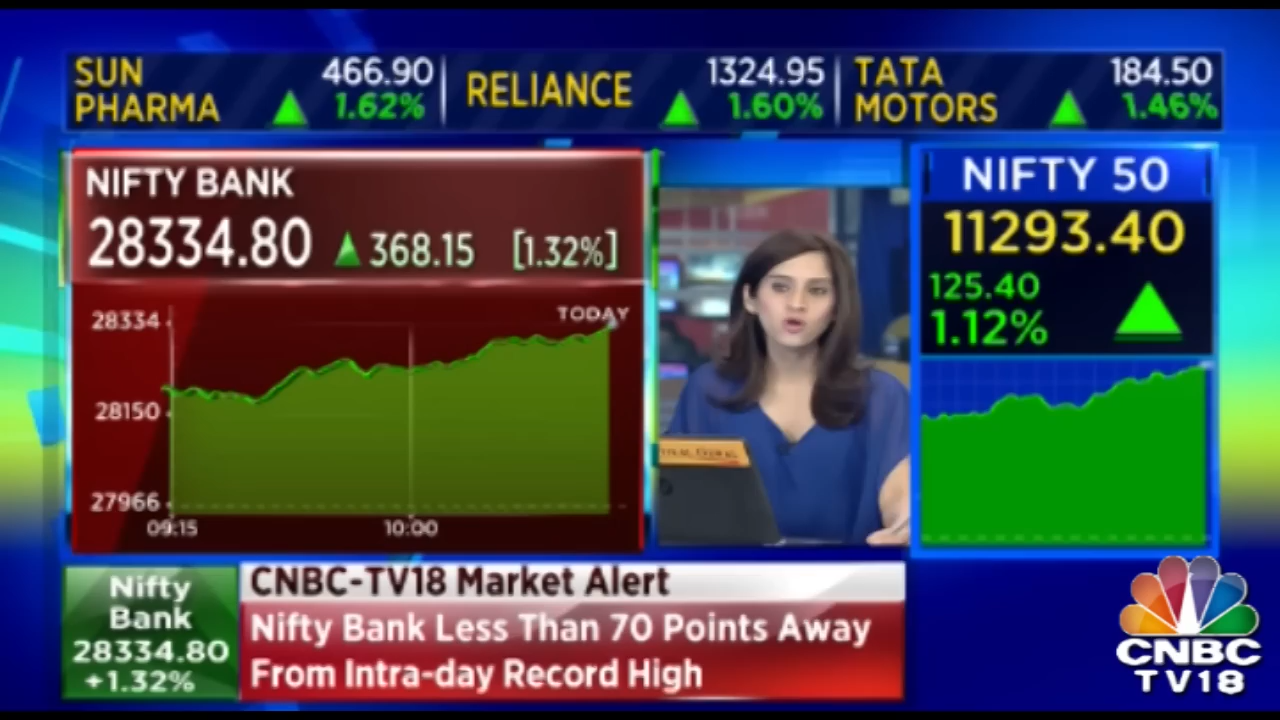 SUN PHARMA
466.90
1.62%
RELIANCE
1324.95
1.60%
TATA MOTORS
184.50
1.46%
NIFTY BANK
28334.80 368.15 [1.32%]
TODAY
28334
28150
27966
09:15 10:00
NIFTY 50
11293.40
125.40
1.12%
Nifty
Bank
28334.80
+1.32%
CNBC-TV18 Market Alert
Nifty Bank Less Than 70 Points Away
From Intra-day Record High
CNBC
TV18